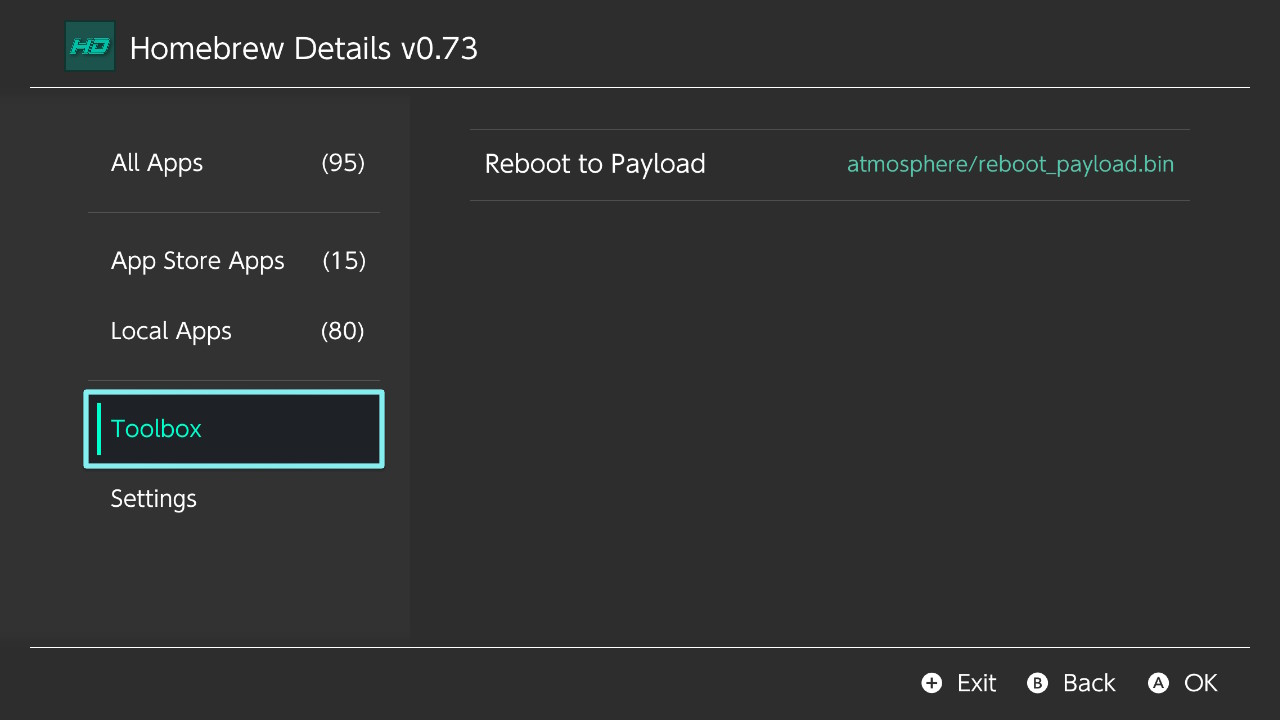 HD Homebrew Details v0.73
All Apps (95)
App Store Apps (15)
Local Apps (80)
Toolbox
Settings
Reboot to Payload atmosphere/reboot_payload.bin
+ Exit B Back A OK